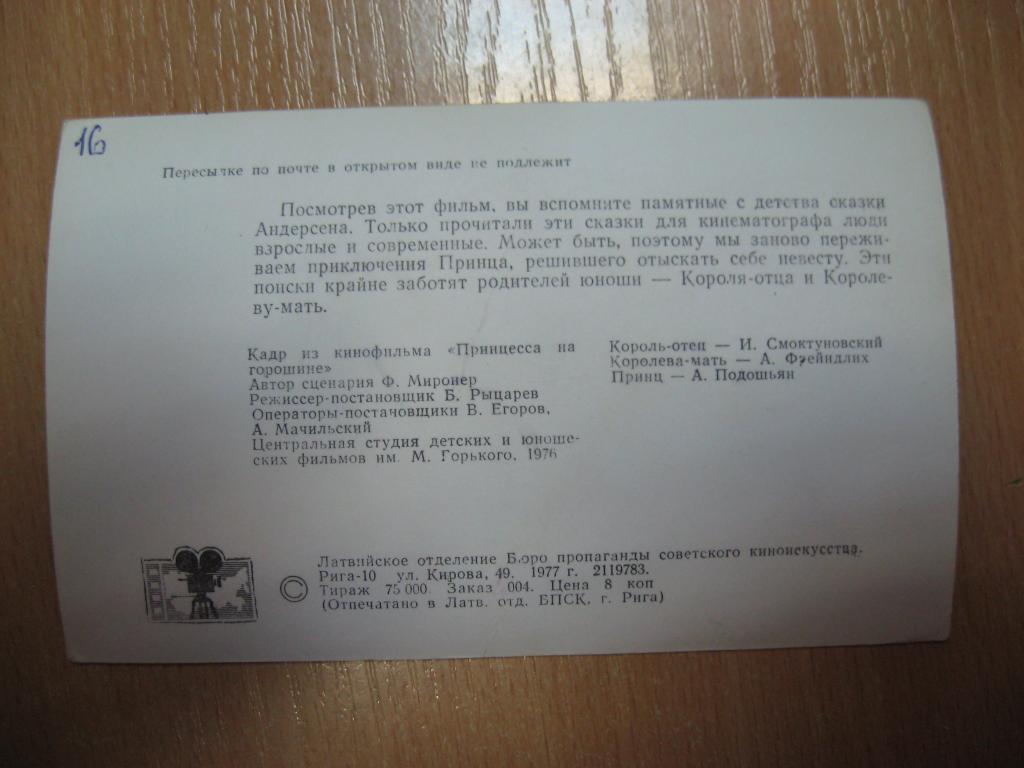 16
Пересылке по почте в открытом виде не подлежит
Посмотрев этот фильм, вы вспомните памятные с детства сказки
Андерсена. Только прочитали эти сказки для кинематографа люди
взрослые и современные. Может быть, поэтому мы заново пережи-
ваем приключения Принца, решившего отыскать себе невесту. Эти
поиски крайне заботят родителей юноши — Короля-отца и Короле-
ву-мать.
Кадр из кинофильма «Принцесса на
горошине»
Автор сценария Ф. Миронер
Режиссер-постановщик Б. Рыцарев
Операторы-постановщики В. Егоров,
А. Мачильский
Центральная студия детских и юноше-
ских фильмов им. М. Горького, 1976
Король-отец — И. Смоктуновский
Королева-мать — А. Фрейндлих
Принц — А. Подошьян
Латвийское отделение Бюро пропаганды советского киноискусства.
© Рига-10 ул. Кирова, 49. 1977 г. 2119783.
Тираж 75 000. Заказ 004. Цена 8 коп
(Отпечатано в Латв. отд. БПСК, г. Рига)